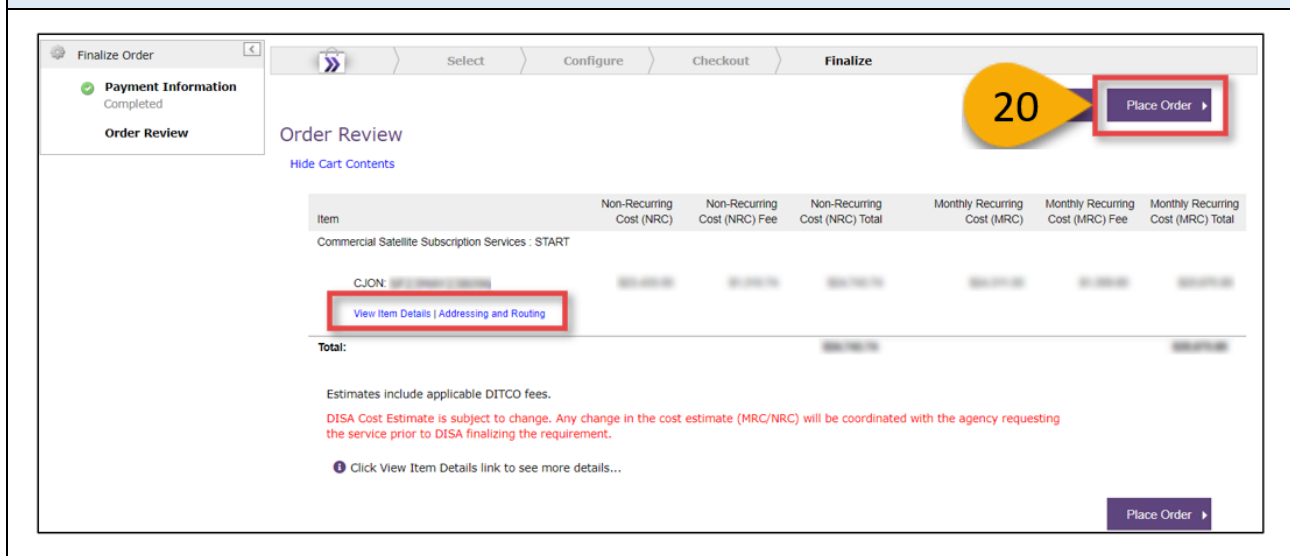 Finalize Order
Payment Information
Completed
Order Review
Select Configure Checkout Finalize
20
Place Order
Order Review
Hide Cart Contents
Item Non-Recurring Cost (NRC) Non-Recurring Cost (NRC) Fee Non-Recurring Cost (NRC) Total Monthly Recurring Cost (MRC) Monthly Recurring Cost (MRC) Fee Monthly Recurring Cost (MRC) Total
Commercial Satellite Subscription Services : START
CJON:
View Item Details | Addressing and Routing
Total:
Estimates include applicable DITCO fees.
DISA Cost Estimate is subject to change. Any change in the cost estimate (MRC/NRC) will be coordinated with the agency requesting
the service prior to DISA finalizing the requirement.
Click View Item Details link to see more details...
Place Order